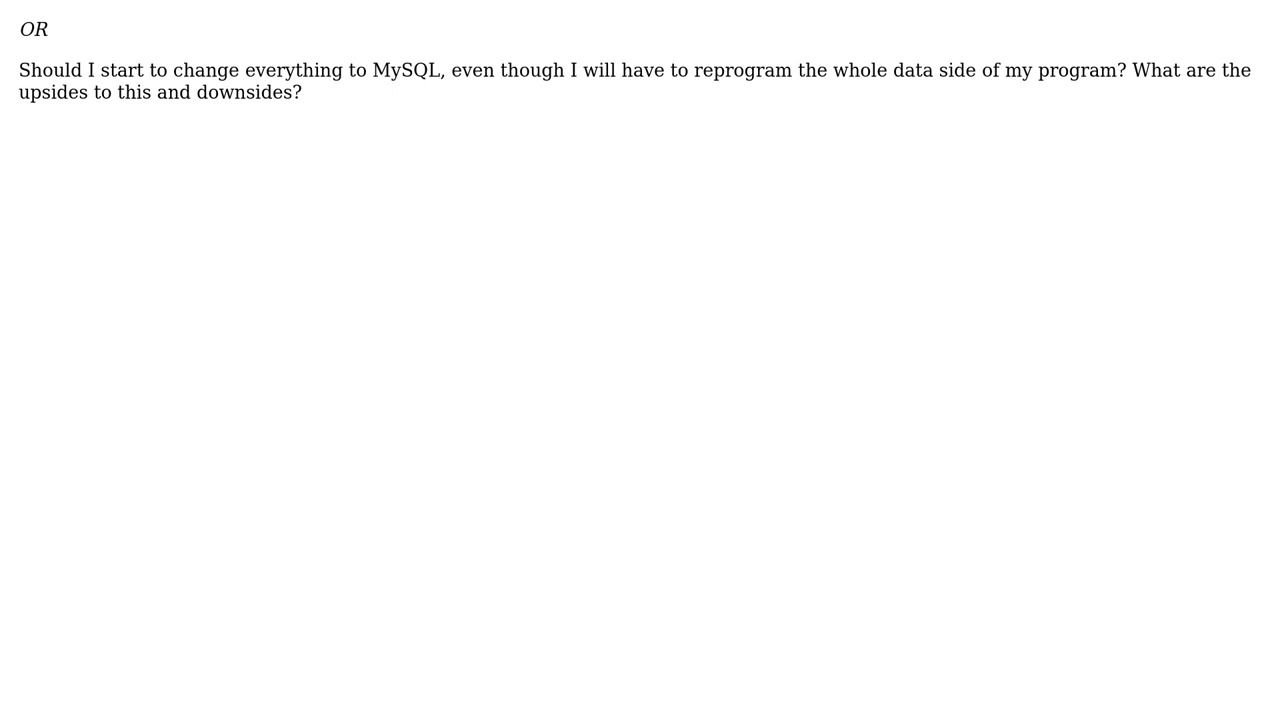 OR
Should I start to change everything to MySQL, even though I will have to reprogram the whole data side of my program? What are the
upsides to this and downsides?